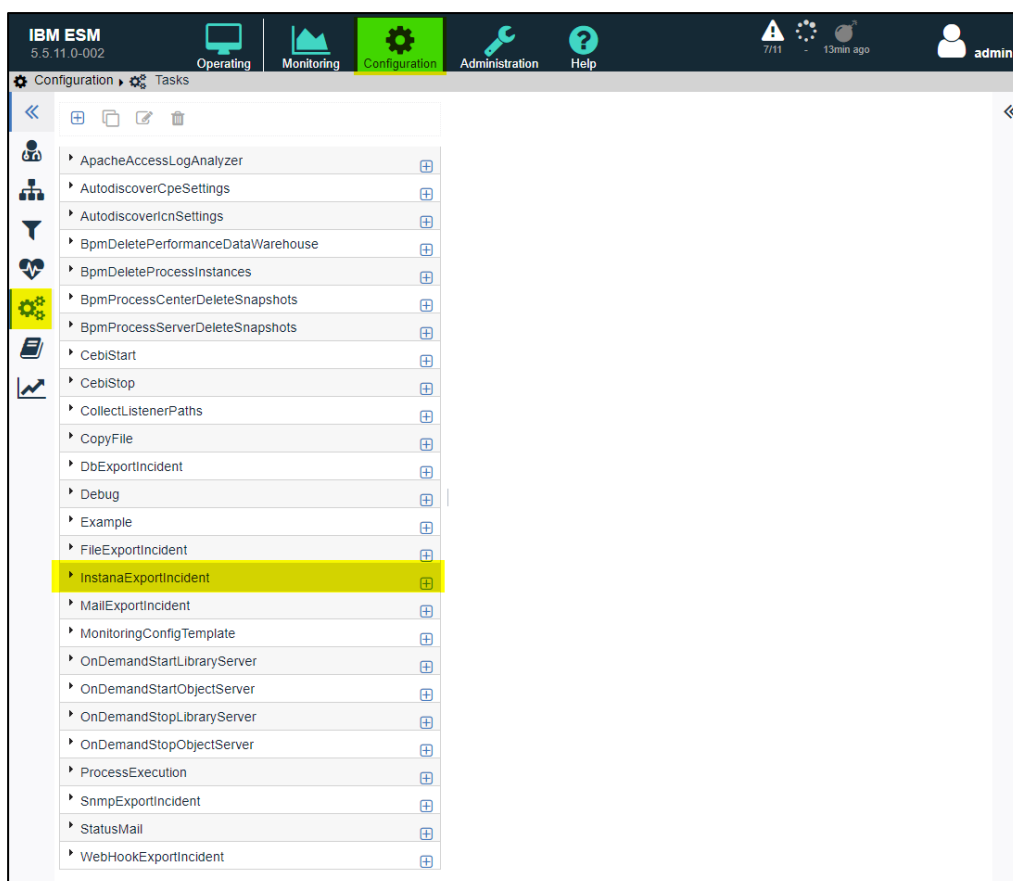 IBM ESM
5.5.11.0-002
Operating
Monitoring
Configuration
Administration
Help
7/11 - 13min ago
admin
Configuration Tasks
ApacheAccessLogAnalyzer
AutodiscoverCpeSettings
AutodiscoverIcnSettings
BpmDeletePerformanceDataWarehouse
BpmDeleteProcessInstances
BpmProcessCenterDeleteSnapshots
BpmProcessServerDeleteSnapshots
CebiStart
CebiStop
CollectListenerPaths
CopyFile
DbExportIncident
Debug
Example
FileExportIncident
InstanaExportIncident
MailExportIncident
MonitoringConfigTemplate
OnDemandStartLibraryServer
OnDemandStartObjectServer
OnDemandStopLibraryServer
OnDemandStopObjectServer
ProcessExecution
SnmpExportIncident
StatusMail
WebHookExportIncident